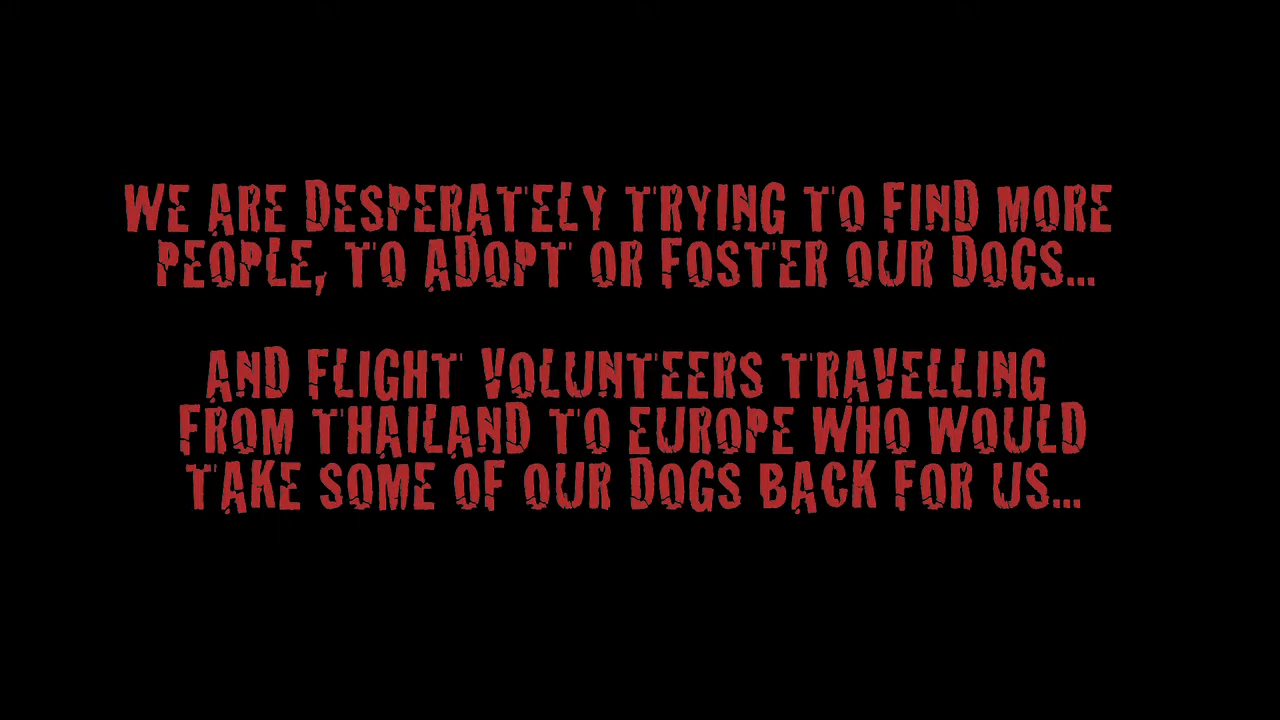 WE ARE DESPERATELY TRYING TO FIND MORE
PEOPLE, TO ADOPT OR FOSTER OUR DOGS...
AND FLIGHT VOLUNTEERS TRAVELLING
FROM THAILAND TO EUROPE WHO WOULD
TAKE SOME OF OUR DOGS BACK FOR US...